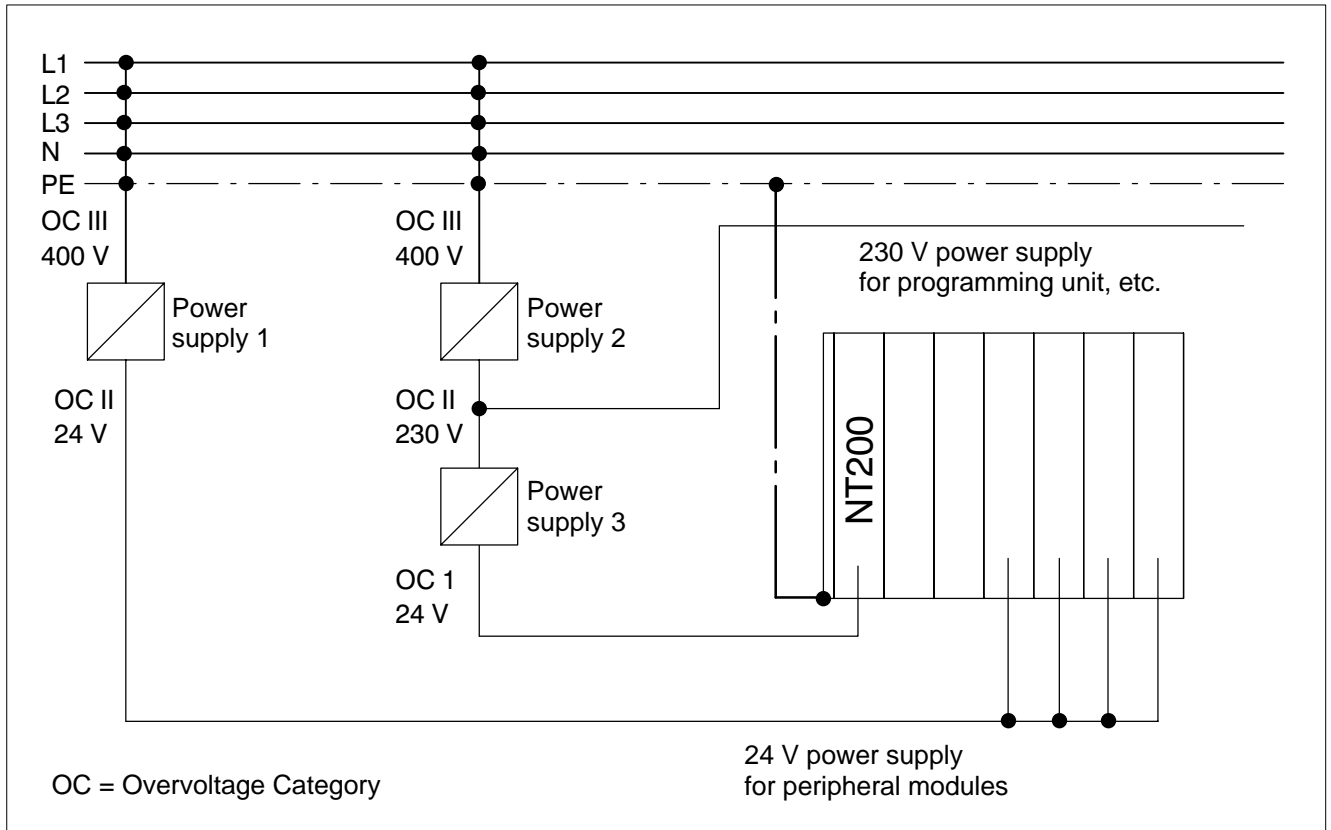 L1
L2
L3
N
PE
OC III
400 V
OC III
400 V
230 V power supply
for programming unit, etc.
Power
supply 1
Power
supply 2
OC II
24 V
OC II
230 V
NT200
Power
supply 3
OC 1
24 V
24 V power supply
for peripheral modules
OC = Overvoltage Category